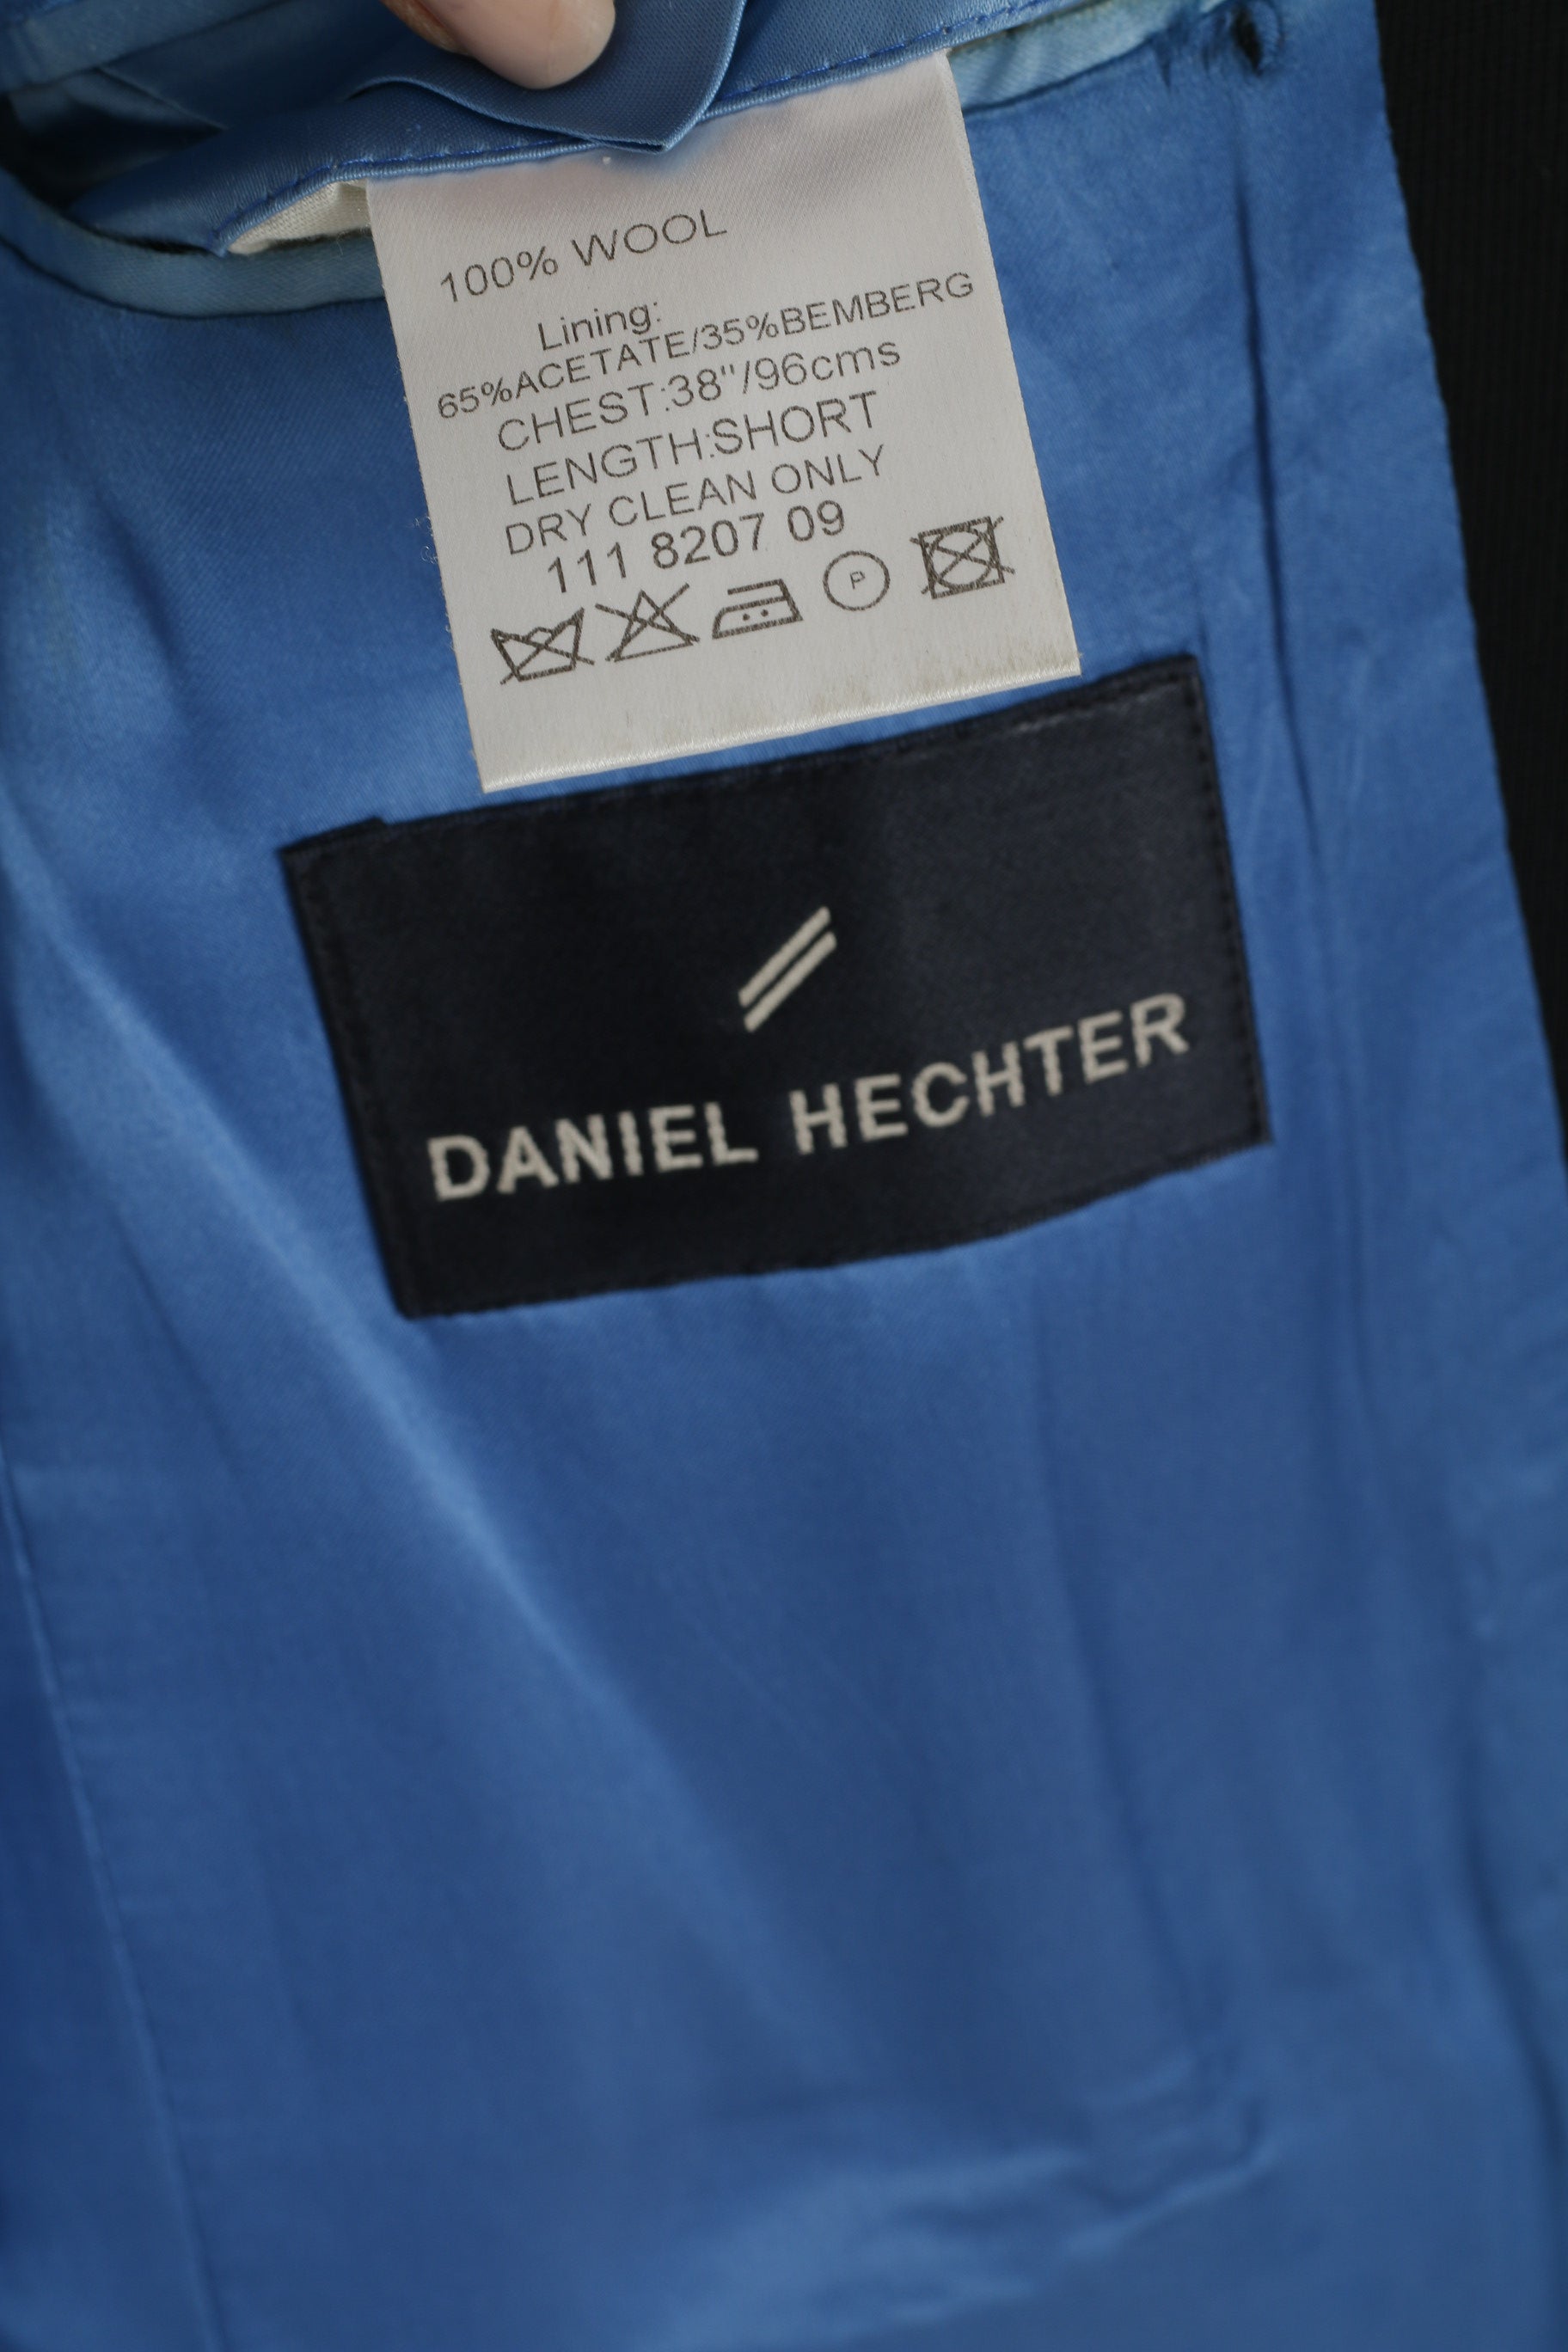 100% WOOL
Lining:
65%ACETATE/35%BEMBERG
CHEST:38"/96cms
LENGTH:SHORT
DRY CLEAN ONLY
111 8207 09
P
DANIEL HECHTER